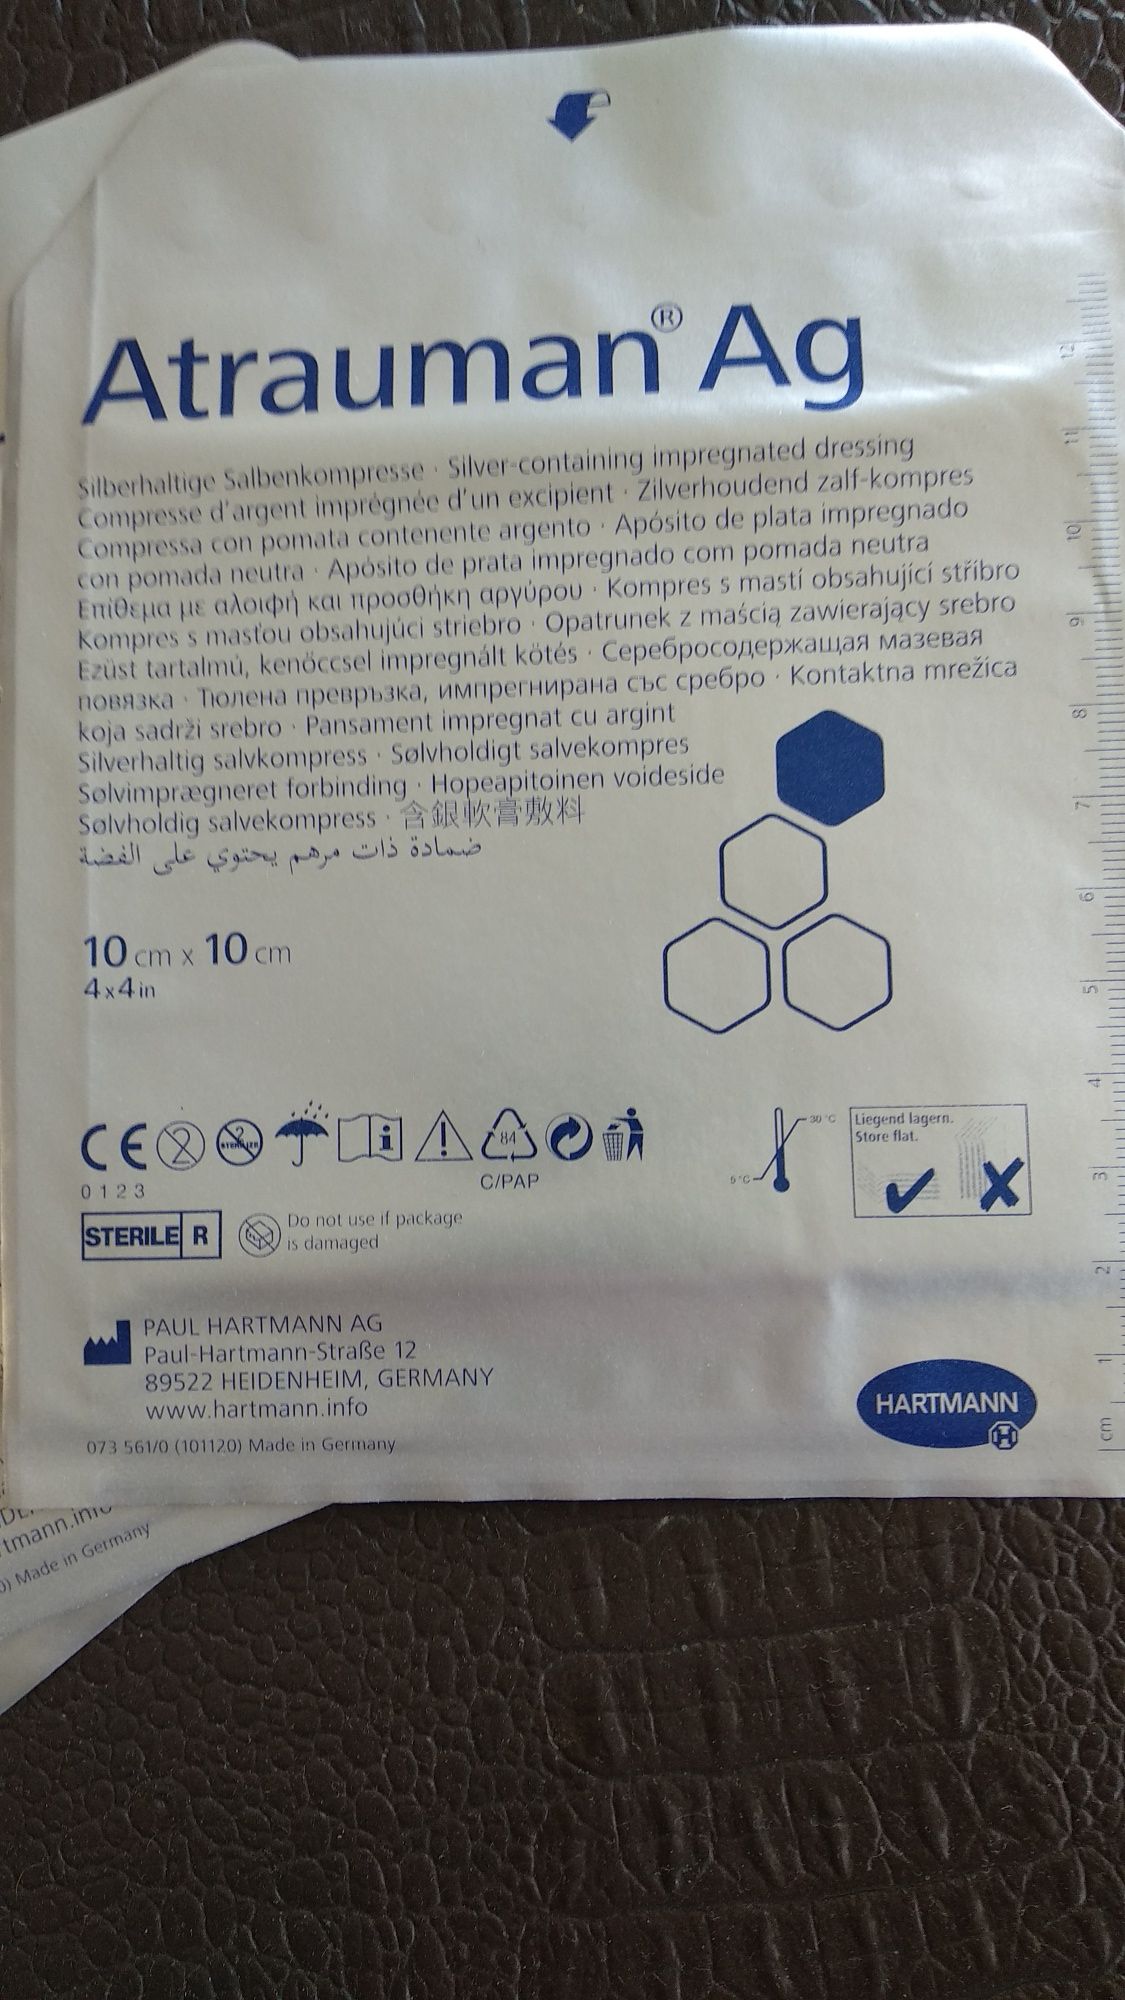 Atrauman® Ag
Silberhaltige Salbenkompresse · Silver-containing impregnated dressing
Compresse d'argent imprégnée d'un excipient · Zilverhoudend zalf-kompres
Compressa con pomata contenente argento · Apósito de plata impregnado
con pomada neutra · Apósito de prata impregnado com pomada neutra
Επίθεμα με αλοιφή και προσθήκη αργύρου · Kompres s mastí obsahující stříbro
Kompres s masťou obsahujúci striebro · Opatrunek z maścią zawierający srebro
Ezüst tartalmú, kenőccsel impregnált kötés · Серебросодержащая мазевая
повязка · Тюлена превръзка, импрегнирана със сребро · Kontaktna mrežica
koja sadrži srebro · Pansament impregnat cu argint
Silverhaltig salvkompress · Sølvholdigt salvekompres
Sølvimprægneret forbinding · Hopeapitoinen voideside
Sølvholdig salvekompress · 含銀軟膏敷料
ضمادة ذات مرهم يحتوي على الفضة
10 cm x 10 cm
4 x 4 in
CE
0123
2
2
STERILIZE
i
!
84
C/PAP
30 °C
5 °C
Liegend lagern.
Store flat.
STERILE R
Do not use if package
is damaged
PAUL HARTMANN AG
Paul-Hartmann-Straße 12
89522 HEIDENHEIM, GERMANY
www.hartmann.info
073 561/0 (101120) Made in Germany
HARTMANN
H
12
11
10
9
8
7
6
5
4
3
2
1
cm
tmann.info
0) Made in Germany